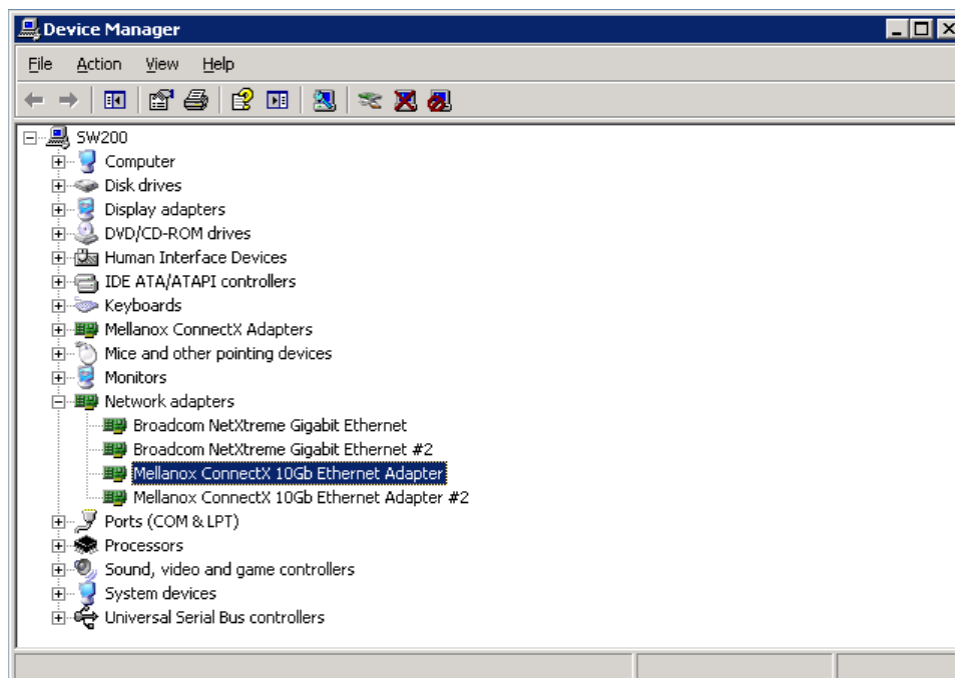 Device Manager
File Action View Help
SW200
Computer
Disk drives
Display adapters
DVD/CD-ROM drives
Human Interface Devices
IDE ATA/ATAPI controllers
Keyboards
Mellanox ConnectX Adapters
Mice and other pointing devices
Monitors
Network adapters
Broadcom NetXtreme Gigabit Ethernet
Broadcom NetXtreme Gigabit Ethernet #2
Mellanox ConnectX 10Gb Ethernet Adapter
Mellanox ConnectX 10Gb Ethernet Adapter #2
Ports (COM & LPT)
Processors
Sound, video and game controllers
System devices
Universal Serial Bus controllers